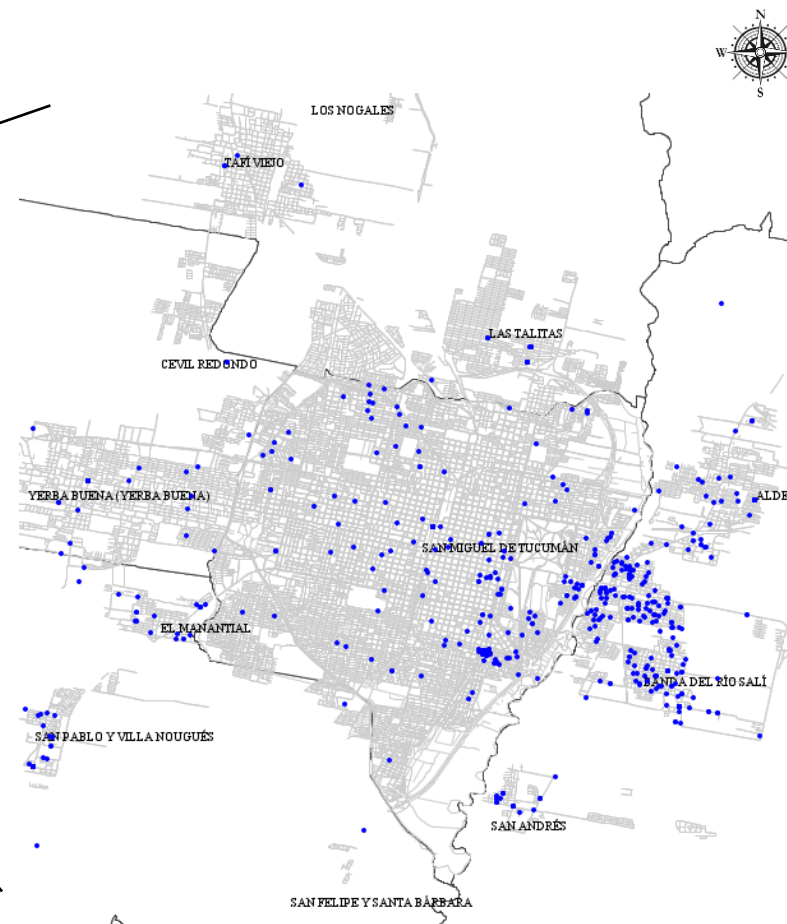 N
W
S
LOS NOGALES
TAFÍ VIEJO
LAS TALITAS
CEVIL REDONDO
YERBA BUENA (YERBA BUENA)
ALDE
SAN MIGUEL DE TUCUMÁN
EL MANANTIAL
BANDA DEL RÍO SALÍ
SAN PABLO Y VILLA NOUGUÉS
SAN ANDRÉS
SAN FELIPE Y SANTA BÁRBARA